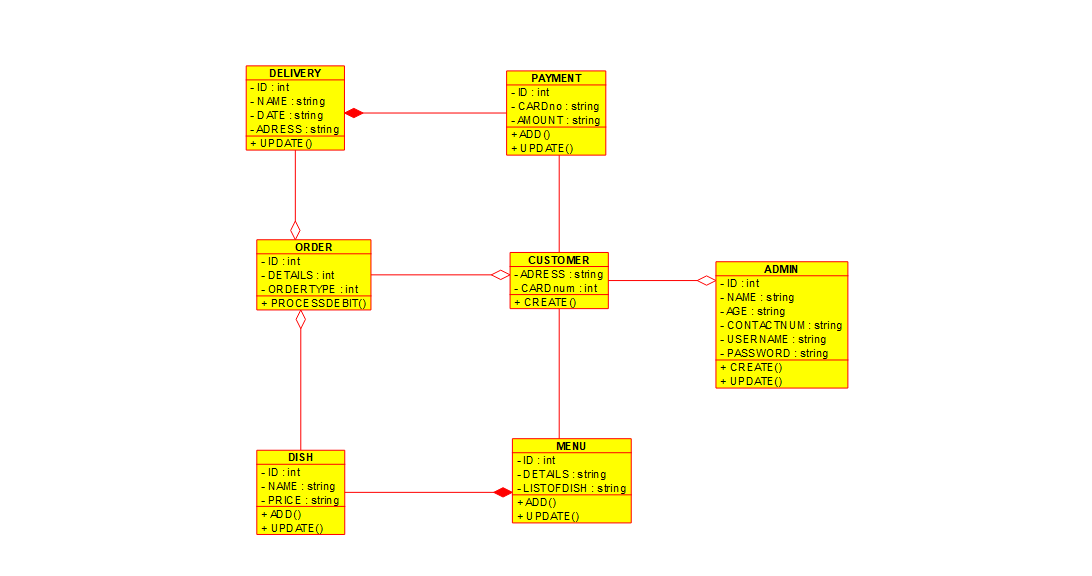 DELIVERY
- ID : int
- NAME : string
- DATE : string
- ADRESS : string
+ UPDATE()
PAYMENT
- ID : int
- CARDno : string
- AMOUNT : string
+ ADD()
+ UPDATE()
ORDER
- ID : int
- DETAILS : int
- ORDERTYPE : int
+ PROCESSDEBIT()
CUSTOMER
- ADRESS : string
- CARDnum : int
+ CREATE()
ADMIN
- ID : int
- NAME : string
- AGE : string
- CONTACTNUM : string
- USERNAME : string
- PASSWORD : string
+ CREATE()
+ UPDATE()
DISH
- ID : int
- NAME : string
- PRICE : string
+ ADD()
+ UPDATE()
MENU
- ID : int
- DETAILS : string
- LISTOFDISH : string
+ ADD()
+ UPDATE()